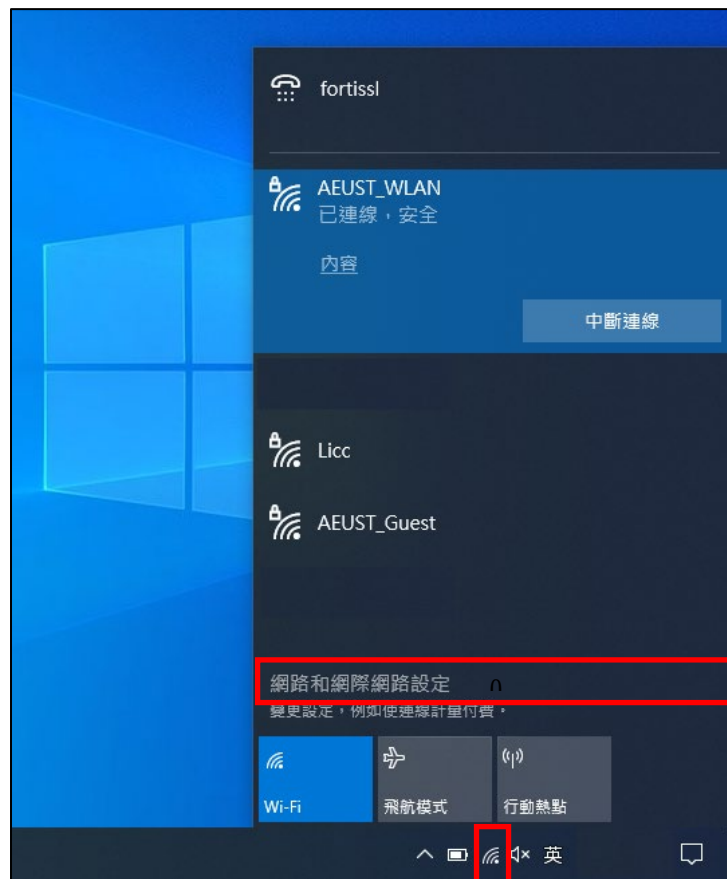 fortissl
AEUST_WLAN
已連線，安全
內容
中斷連線
Licc
AEUST_Guest
網路和網際網路設定
變更設定，例如使連線計量付費。
Wi-Fi
飛航模式
行動熱點
英